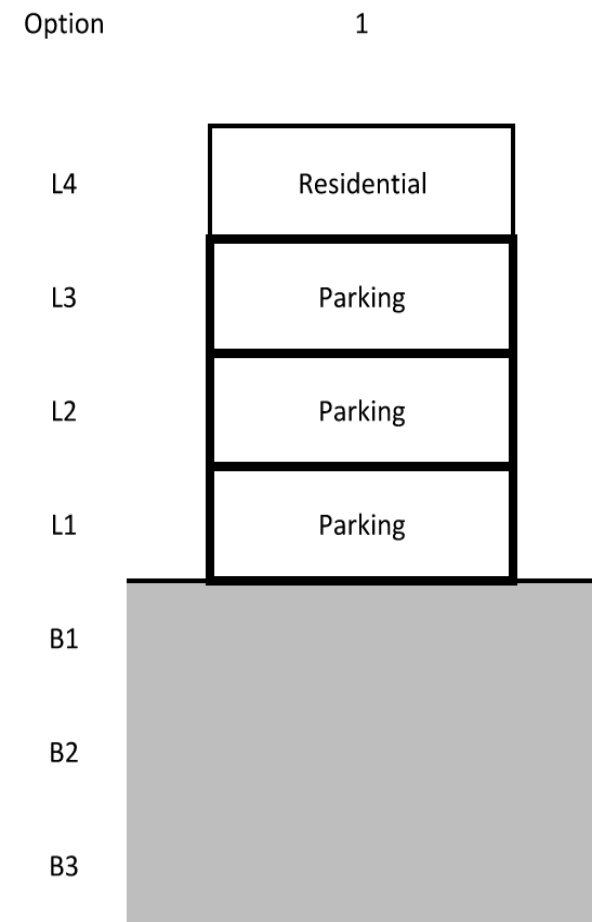 Option 1
L4 Residential
L3 Parking
L2 Parking
L1 Parking
B1
B2
B3